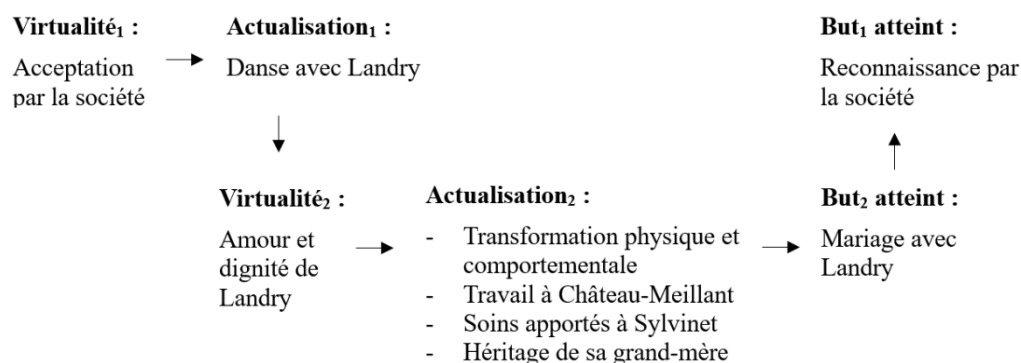 Virtualité₁ :
Acceptation
par la société
Actualisation₁ :
Danse avec Landry
But₁ atteint :
Reconnaissance par
la société
Virtualité₂ :
Amour et
dignité de
Landry
Actualisation₂ :
- Transformation physique et
comportementale
- Travail à Château-Meillant
- Soins apportés à Sylvinet
- Héritage de sa grand-mère
But₂ atteint :
Mariage avec
Landry